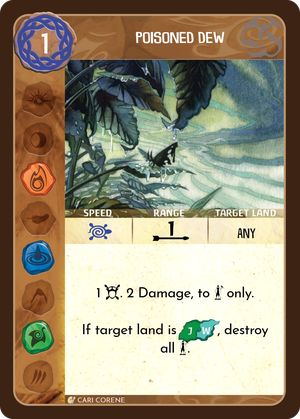 1
POISONED DEW
SPEED RANGE TARGET LAND
1 ANY
1 . 2 Damage, to only.
If target land is J W , destroy
all .
CARI CORENE